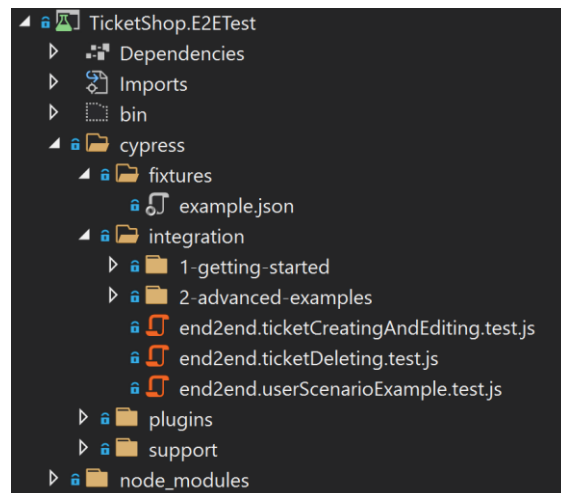 TicketShop.E2ETest
Dependencies
Imports
bin
cypress
fixtures
example.json
integration
1-getting-started
2-advanced-examples
end2end.ticketCreatingAndEditing.test.js
end2end.ticketDeleting.test.js
end2end.userScenarioExample.test.js
plugins
support
node_modules